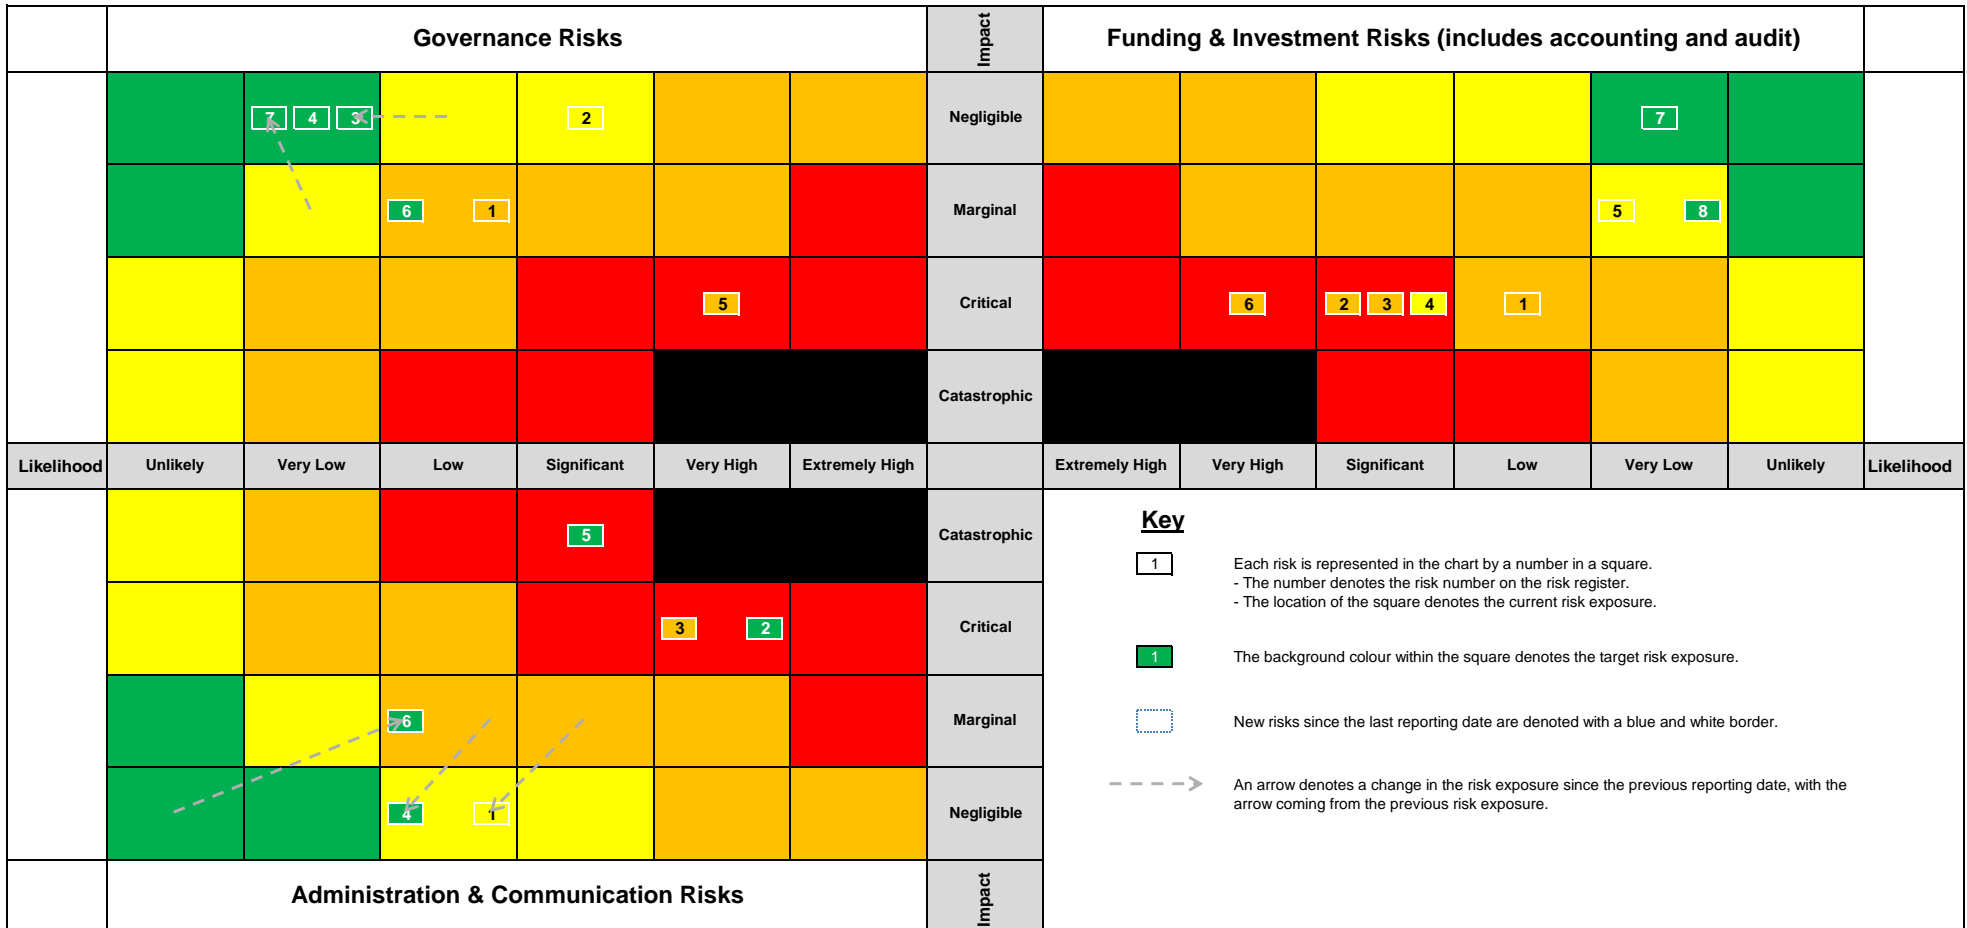 Governance Risks
Impact
Funding & Investment Risks (includes accounting and audit)
7 4 3 2
Negligible
7
6 1
Marginal
5 8
5
Critical
6 2 3 4 1
Catastrophic
Likelihood Unlikely Very Low Low Significant Very High Extremely High Extremely High Very High Significant Low Very Low Unlikely Likelihood
5
Catastrophic
3 2
Critical
6
Marginal
4 1
Negligible
Administration & Communication Risks
Impact
Key
1 Each risk is represented in the chart by a number in a square.
- The number denotes the risk number on the risk register.
- The location of the square denotes the current risk exposure.
1 The background colour within the square denotes the target risk exposure.
New risks since the last reporting date are denoted with a blue and white border.
An arrow denotes a change in the risk exposure since the previous reporting date, with the
arrow coming from the previous risk exposure.